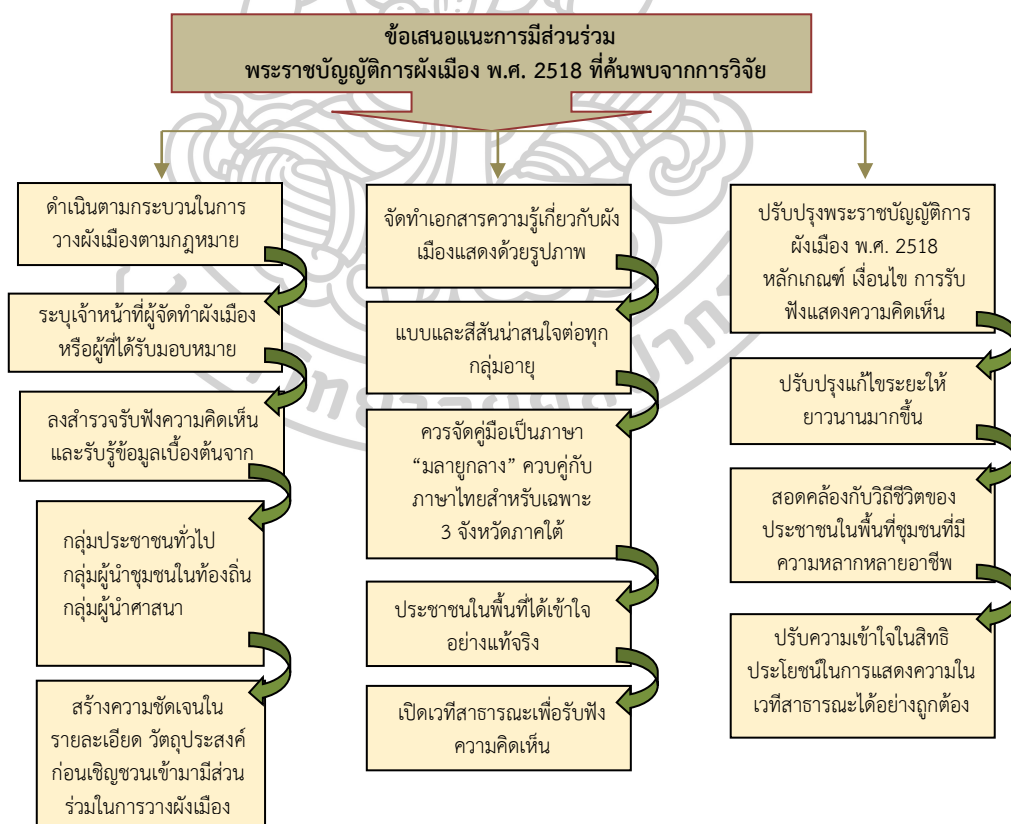 ข้อเสนอแนะการมีส่วนร่วม
พระราชบัญญัติการผังเมือง พ.ศ. 2518 ที่ค้นพบจากการวิจัย
ดำเนินตามกระบวนในการ
วางผังเมืองตามกฎหมาย
ระบุเจ้าหน้าที่ผู้จัดทำผังเมือง
หรือผู้ที่ได้รับมอบหมาย
ลงสำรวจรับฟังความคิดเห็น
และรับรู้ข้อมูลเบื้องต้นจาก
กลุ่มประชาชนทั่วไป
กลุ่มผู้นำชุมชนในท้องถิ่น
กลุ่มผู้นำศาสนา
สร้างความชัดเจนใน
รายละเอียด วัตถุประสงค์
ก่อนเชิญชวนเข้ามามีส่วน
ร่วมในการวางผังเมือง
จัดทำเอกสารความรู้เกี่ยวกับผัง
เมืองแสดงด้วยรูปภาพ
แบบและสีสันน่าสนใจต่อทุก
กลุ่มอายุ
ควรจัดคู่มือเป็นภาษา
“มลายูกลาง” ควบคู่กับ
ภาษาไทยสำหรับเฉพาะ
3 จังหวัดภาคใต้
ประชาชนในพื้นที่ได้เข้าใจ
อย่างแท้จริง
เปิดเวทีสาธารณะเพื่อรับฟัง
ความคิดเห็น
ปรับปรุงพระราชบัญญัติการ
ผังเมือง พ.ศ. 2518
หลักเกณฑ์ เงื่อนไข การรับ
ฟังแสดงความคิดเห็น
ปรับปรุงแก้ไขระยะให้
ยาวนานมากขึ้น
สอดคล้องกับวิถีชีวิตของ
ประชาชนในพื้นที่ชุมชนที่มี
ความหลากหลายอาชีพ
ปรับความเข้าใจในสิทธิ
ประโยชน์ในการแสดงความใน
เวทีสาธารณะได้อย่างถูกต้อง